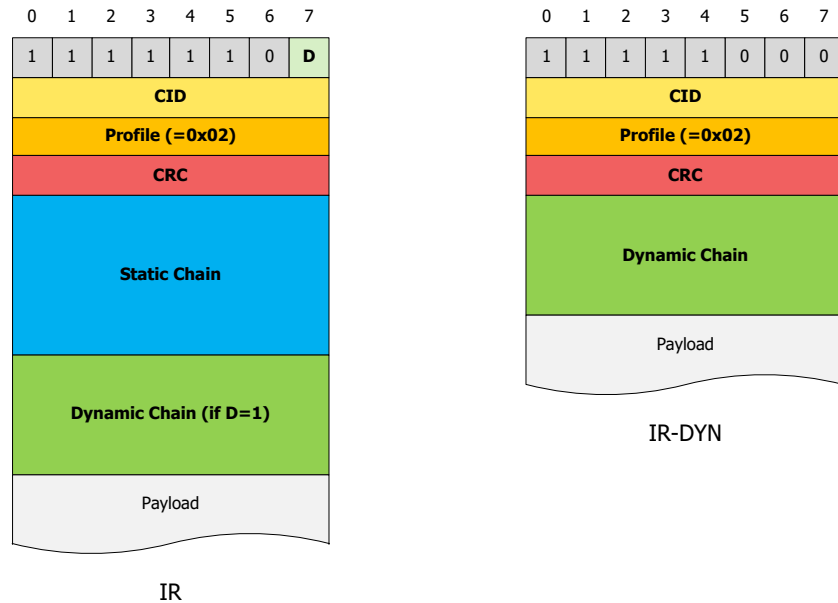 0 1 2 3 4 5 6 7
1 1 1 1 1 1 0 D
CID
Profile (=0x02)
CRC
Static Chain
Dynamic Chain (if D=1)
Payload
IR
0 1 2 3 4 5 6 7
1 1 1 1 1 0 0 0
CID
Profile (=0x02)
CRC
Dynamic Chain
Payload
IR-DYN